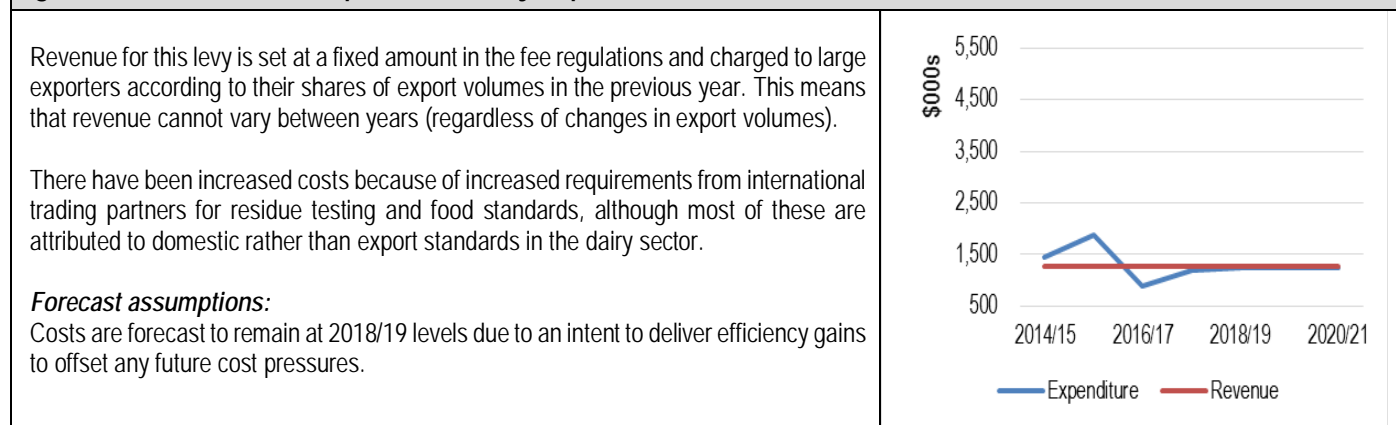 Revenue for this levy is set at a fixed amount in the fee regulations and charged to large
exporters according to their shares of export volumes in the previous year. This means
that revenue cannot vary between years (regardless of changes in export volumes).
There have been increased costs because of increased requirements from international
trading partners for residue testing and food standards, although most of these are
attributed to domestic rather than export standards in the dairy sector.
Forecast assumptions:
Costs are forecast to remain at 2018/19 levels due to an intent to deliver efficiency gains
to offset any future cost pressures.
$000s
5,500
4,500
3,500
2,500
1,500
500
2014/15 2016/17 2018/19 2020/21
Expenditure Revenue